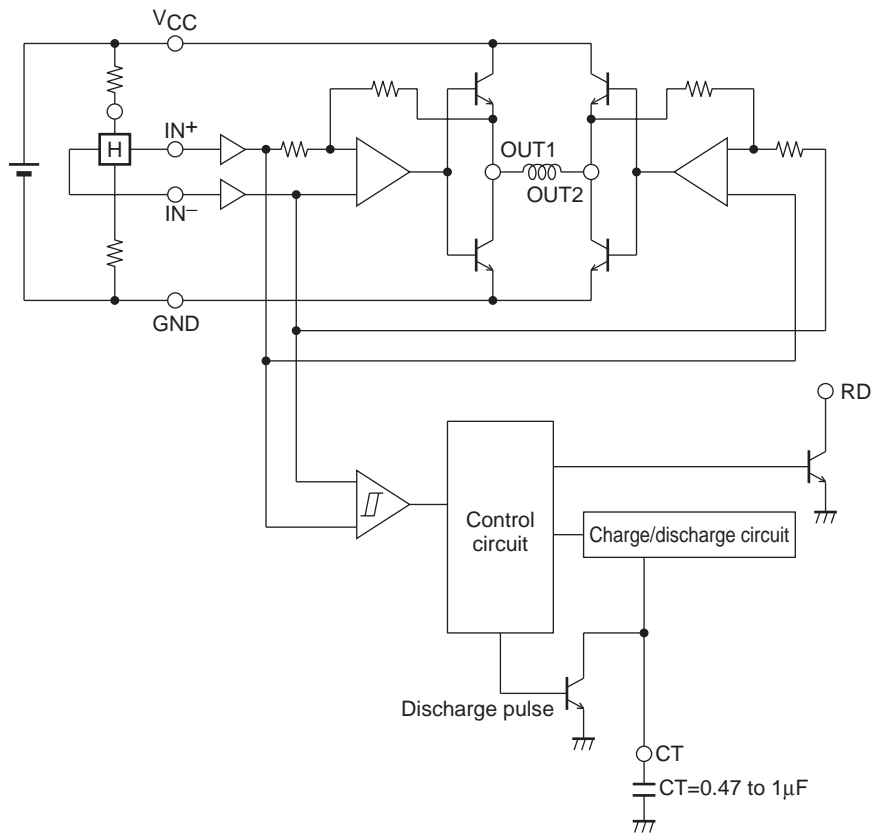 VCC
H
IN+
IN−
OUT1
OUT2
GND
RD
Control
circuit
Charge/discharge circuit
Discharge pulse
CT
CT=0.47 to 1μF